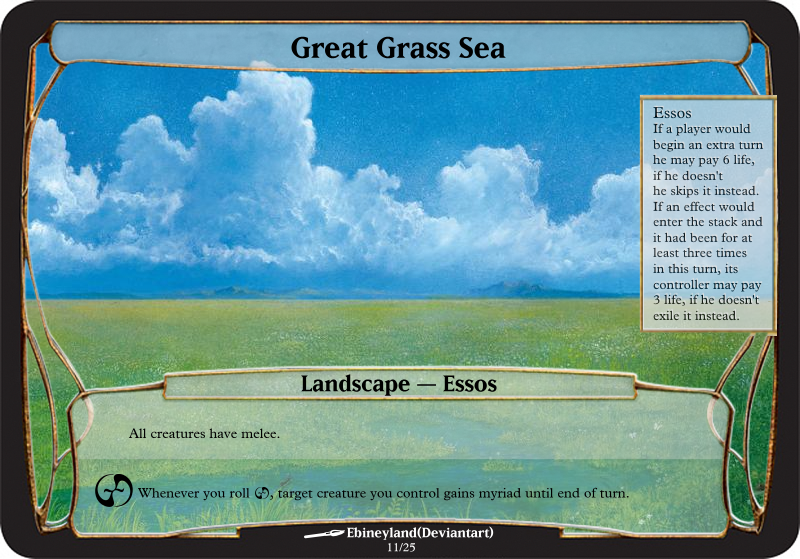 Great Grass Sea
Essos
If a player would
begin an extra turn
he may pay 6 life,
if he doesn't
he skips it instead.
If an effect would
enter the stack and
it had been for at
least three times
in this turn, its
controller may pay
3 life, if he doesn't
exile it instead.
Landscape — Essos
All creatures have melee.
Whenever you roll , target creature you control gains myriad until end of turn.
Ebineyland(Deviantart)
11/25